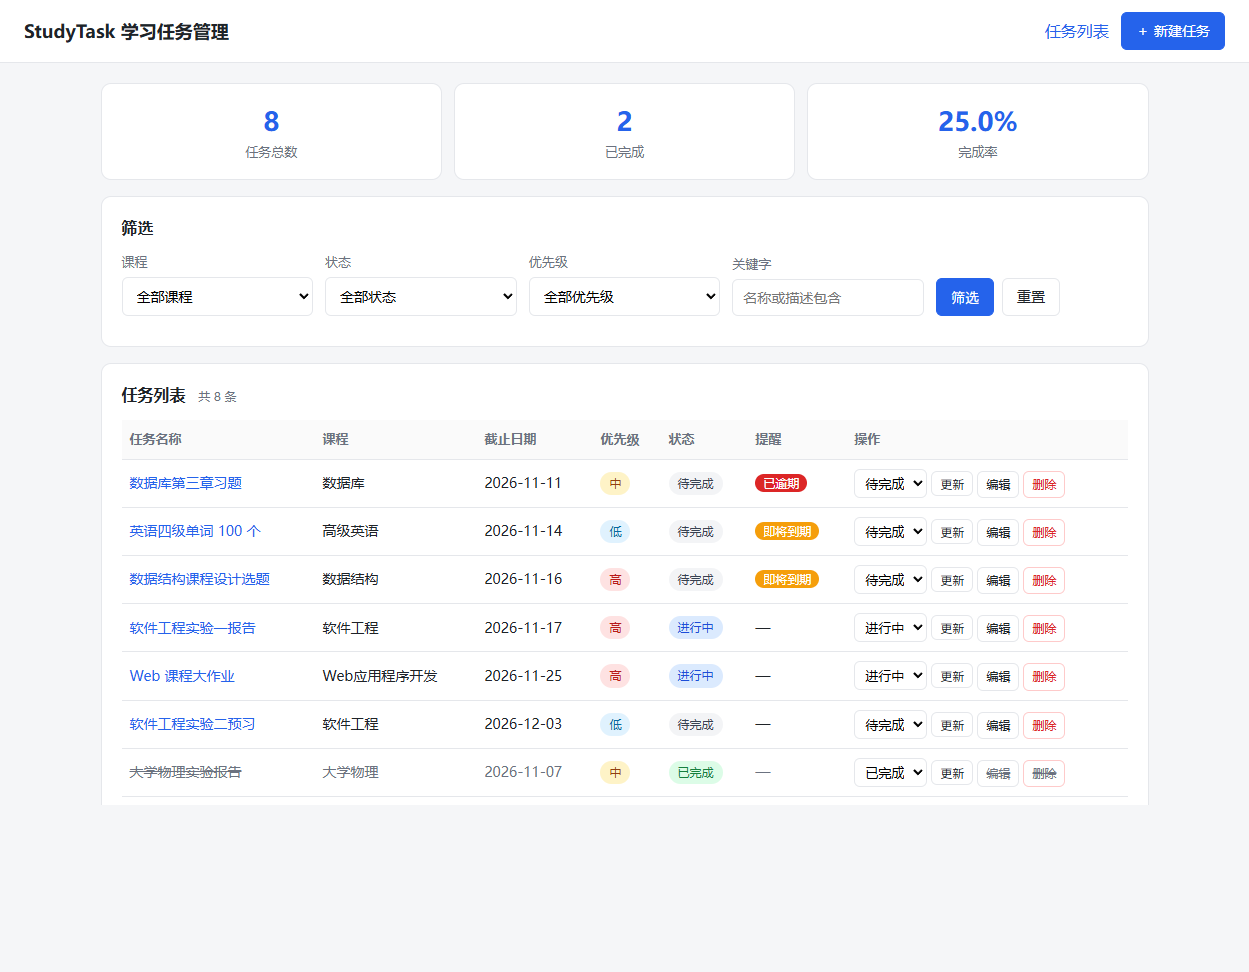 StudyTask 学习任务管理
任务列表
+ 新建任务
8
任务总数
2
已完成
25.0%
完成率
筛选
课程
状态
优先级
关键字
全部课程
全部状态
全部优先级
名称或描述包含
筛选
重置
任务列表 共 8 条
任务名称 课程 截止日期 优先级 状态 提醒 操作
数据库第三章习题 数据库 2026-11-11 中 待完成 已逾期 待完成 更新 编辑 删除
英语四级单词 100 个 高级英语 2026-11-14 低 待完成 即将到期 待完成 更新 编辑 删除
数据结构课程设计选题 数据结构 2026-11-16 高 待完成 即将到期 待完成 更新 编辑 删除
软件工程实验一报告 软件工程 2026-11-17 高 进行中 — 进行中 更新 编辑 删除
Web 课程大作业 Web应用程序开发 2026-11-25 高 进行中 — 进行中 更新 编辑 删除
软件工程实验二预习 软件工程 2026-12-03 低 待完成 — 待完成 更新 编辑 删除
大学物理实验报告 大学物理 2026-11-07 中 已完成 — 已完成 更新 编辑 删除